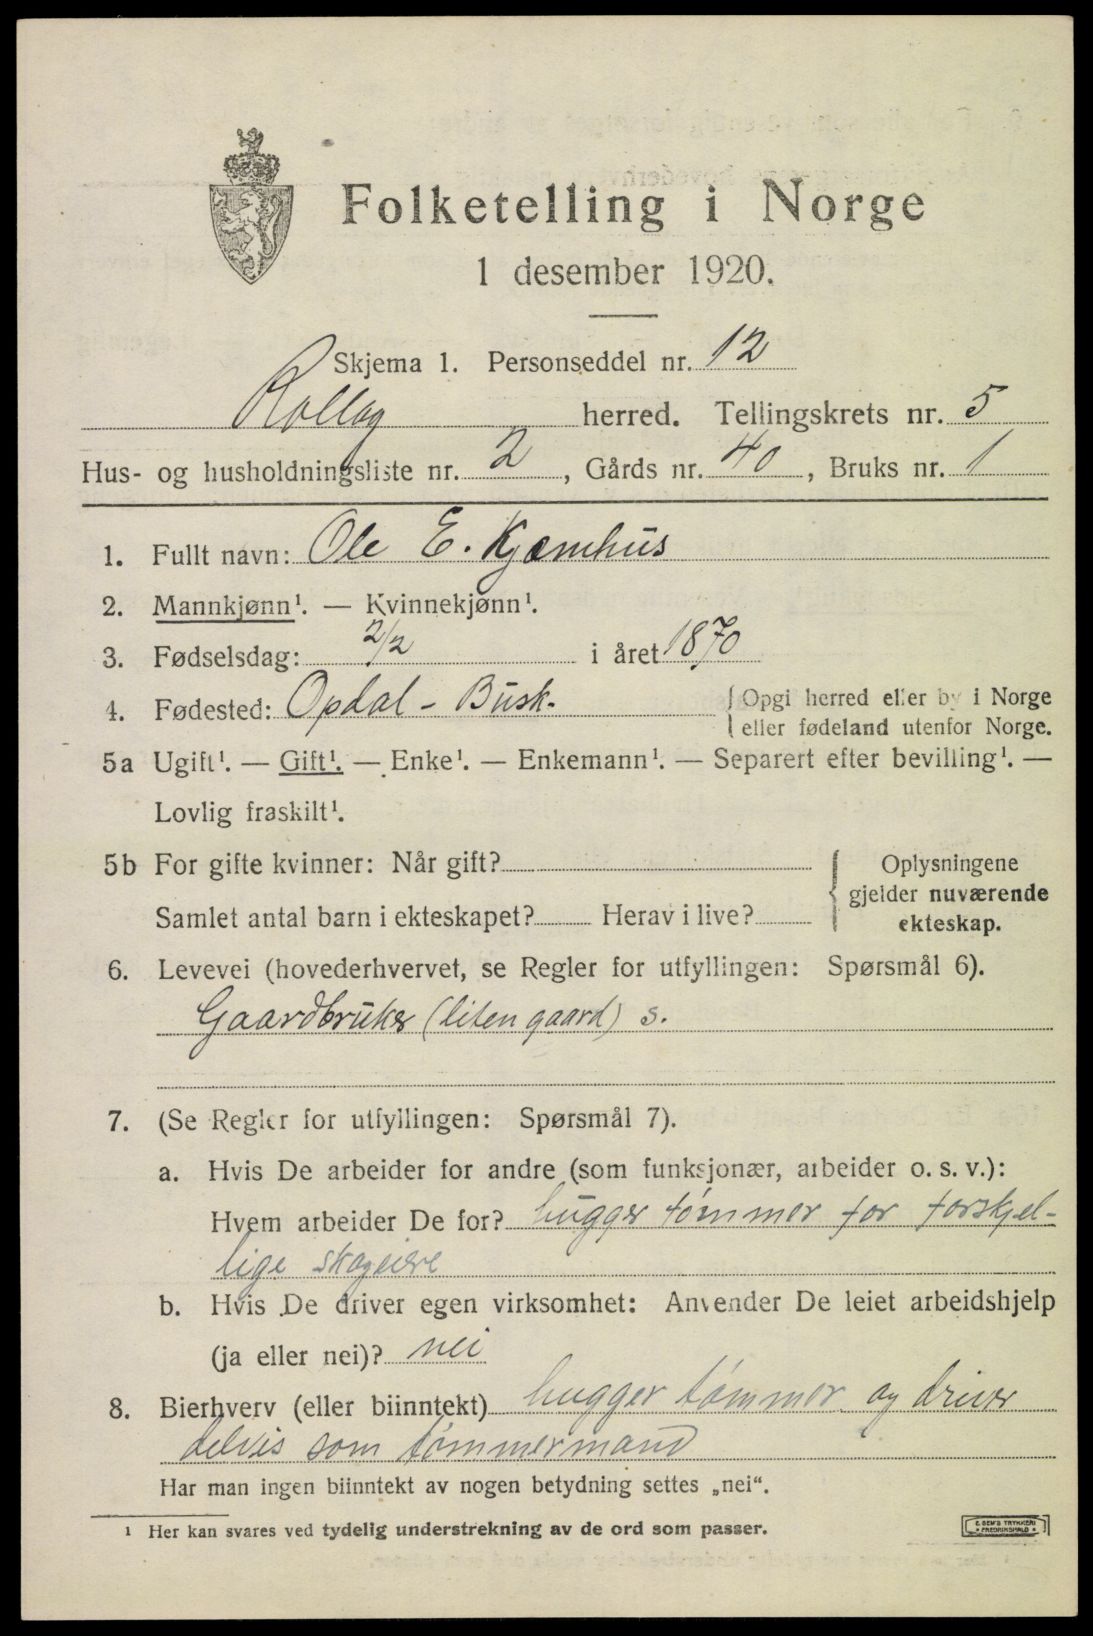 Folketelling i Norge
1 desember 1920.
Skjema 1. Personseddel nr. 12
Rollag herred. Tellingskrets nr. 5
Hus- og husholdningsliste nr. 2, Gårds nr. 40, Bruks nr. 1
1. Fullt navn: Ole E. Kjemhus
2. Mannkjønn¹. — Kvinnekjønn¹.
3. Fødselsdag: 2/2 i året 1870
4. Fødested: Opdal - Busk. {Opgi herred eller by i Norge
eller fødeland utenfor Norge.
5a Ugift¹. — Gift¹. — Enke¹. — Enkemann¹. — Separert efter bevilling¹. —
Lovlig fraskilt¹.
5b For gifte kvinner: Når gift? { Oplysningene
gjelder nuværende
Samlet antal barn i ekteskapet? Herav i live? ekteskap.
6. Levevei (hovederhvervet, se Regler for utfyllingen: Spørsmål 6).
Gaardbruker (liten gaard) s.
7. (Se Regler for utfyllingen: Spørsmål 7).
a. Hvis De arbeider for andre (som funksjonær, arbeider o. s. v.):
Hvem arbeider De for? hugger tømmer for forskjel-
lige skogeiere
b. Hvis De driver egen virksomhet: Anvender De leiet arbeidshjelp
(ja eller nei)? nei
8. Bierhverv (eller biinntekt) hugger tømmer og driver
delvis som tømmermand
Har man ingen biinntekt av nogen betydning settes „nei“.
¹ Her kan svares ved tydelig understrekning av de ord som passer.
E. SEM'S TRYKKERI
FREDRIKSHALD